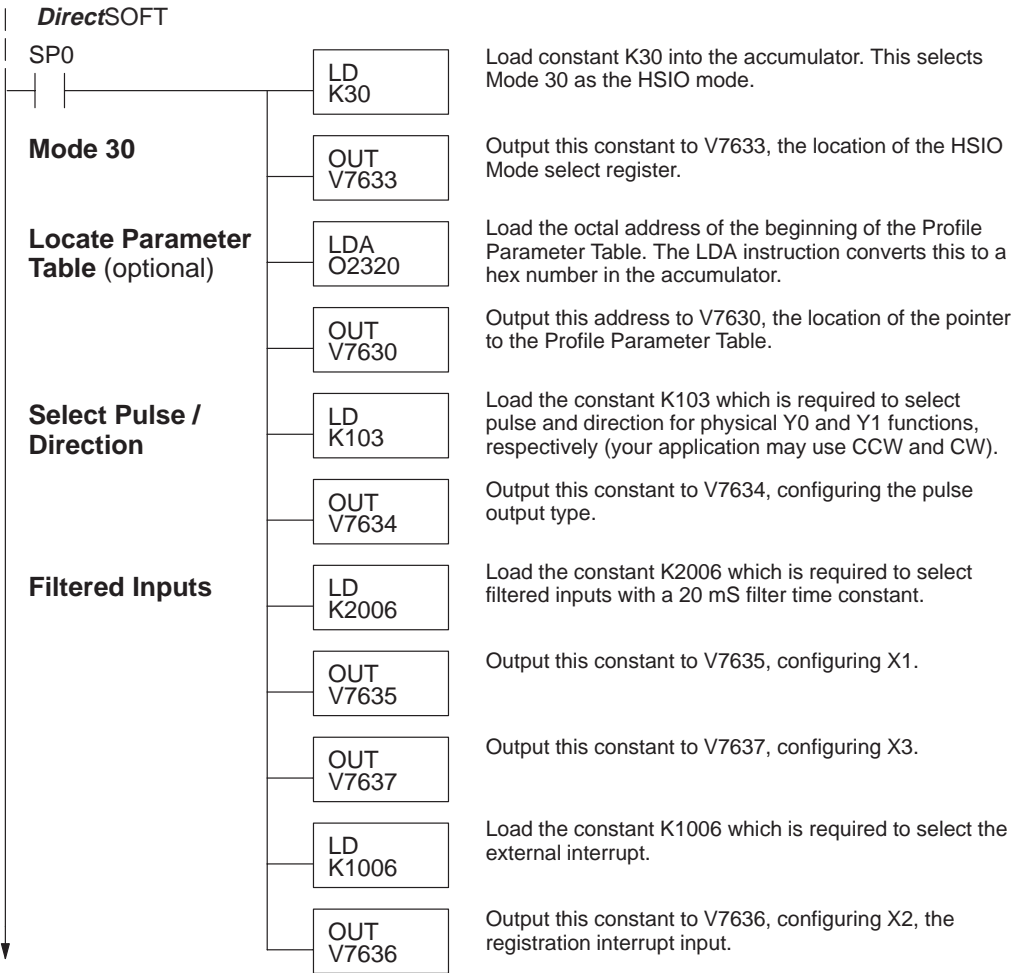 DirectSOFT
SP0
LD
K30
Load constant K30 into the accumulator. This selects
Mode 30 as the HSIO mode.
Mode 30
OUT
V7633
Output this constant to V7633, the location of the HSIO
Mode select register.
Locate Parameter
Table (optional)
LDA
O2320
Load the octal address of the beginning of the Profile
Parameter Table. The LDA instruction converts this to a
hex number in the accumulator.
OUT
V7630
Output this address to V7630, the location of the pointer
to the Profile Parameter Table.
Select Pulse /
Direction
LD
K103
Load the constant K103 which is required to select
pulse and direction for physical Y0 and Y1 functions,
respectively (your application may use CCW and CW).
OUT
V7634
Output this constant to V7634, configuring the pulse
output type.
Filtered Inputs
LD
K2006
Load the constant K2006 which is required to select
filtered inputs with a 20 mS filter time constant.
OUT
V7635
Output this constant to V7635, configuring X1.
OUT
V7637
Output this constant to V7637, configuring X3.
LD
K1006
Load the constant K1006 which is required to select the
external interrupt.
OUT
V7636
Output this constant to V7636, configuring X2, the
registration interrupt input.